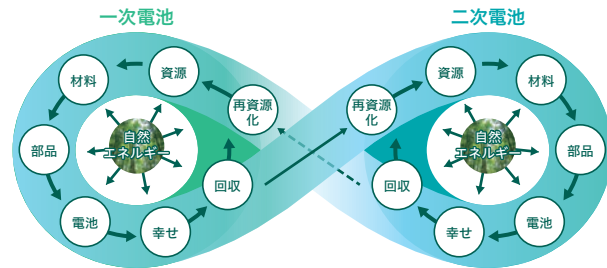 一次電池
二次電池
資源
材料
部品
電池
幸せ
回収
再資源
化
自然
エネルギー
再資源
化
資源
材料
部品
電池
幸せ
回収
自然
エネルギー